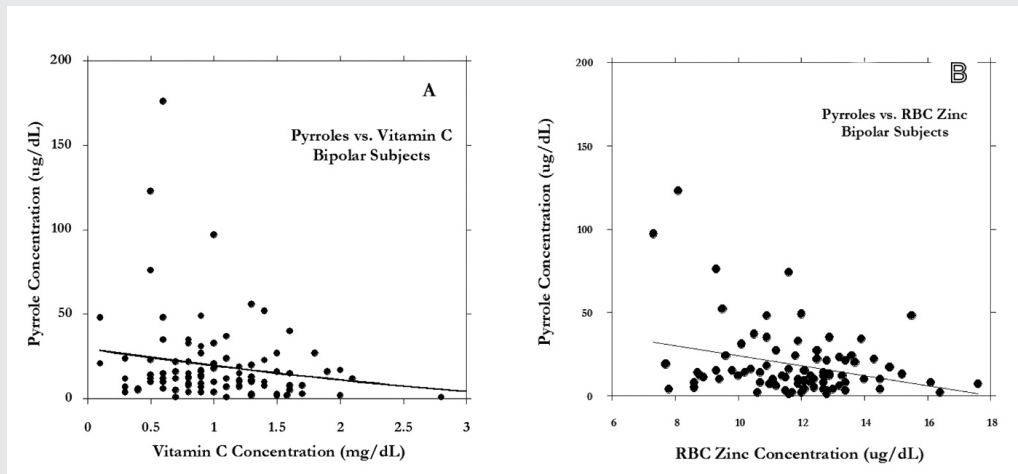 A
Pyrroles vs. Vitamin C
Bipolar Subjects
Pyrrole Concentration (ug/dL)
200
150
100
50
0
0
0.5
1
1.5
2
2.5
3
Vitamin C Concentration (mg/dL)
B
Pyrroles vs. RBC Zinc
Bipolar Subjects
Pyrrole Concentration (ug/dL)
200
150
100
50
0
6
8
10
12
14
16
18
RBC Zinc Concentration (ug/dL)